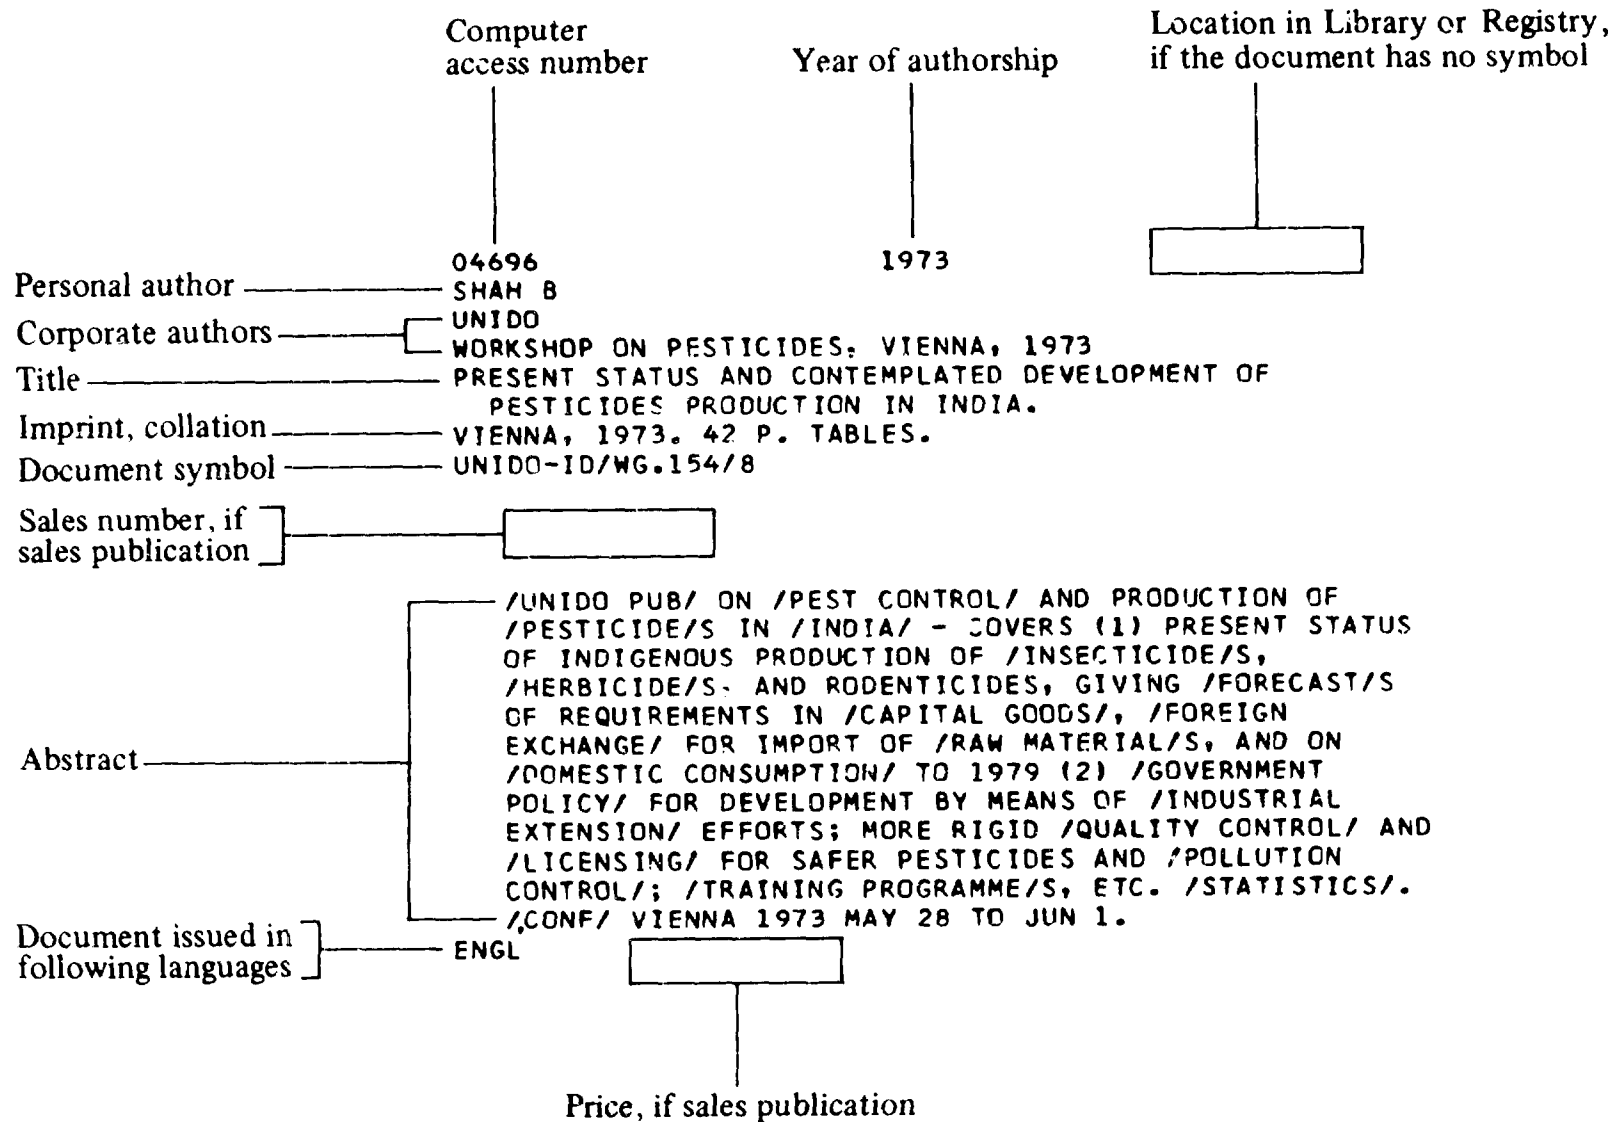 Computer
access number
Year of authorship
Location in Library or Registry,
if the document has no symbol
04696
1973
Personal author
SHAH B
Corporate authors
UNIDO
WORKSHOP ON PESTICIDES. VIENNA, 1973
Title
PRESENT STATUS AND CONTEMPLATED DEVELOPMENT OF
PESTICIDES PRODUCTION IN INDIA.
Imprint, collation
VIENNA, 1973. 42 P. TABLES.
Document symbol
UNIDO-ID/WG.154/8
Sales number, if
sales publication
Abstract
/UNIDO PUB/ ON /PEST CONTROL/ AND PRODUCTION OF
/PESTICIDE/S IN /INDIA/ - COVERS (1) PRESENT STATUS
OF INDIGENOUS PRODUCTION OF /INSECTICIDE/S,
/HERBICIDE/S. AND RODENTICIDES, GIVING /FORECAST/S
OF REQUIREMENTS IN /CAPITAL GOODS/, /FOREIGN
EXCHANGE/ FOR IMPORT OF /RAW MATERIAL/S, AND ON
/DOMESTIC CONSUMPTION/ TO 1979 (2) /GOVERNMENT
POLICY/ FOR DEVELOPMENT BY MEANS OF /INDUSTRIAL
EXTENSION/ EFFORTS; MORE RIGID /QUALITY CONTROL/ AND
/LICENSING/ FOR SAFER PESTICIDES AND /POLLUTION
CONTROL/; /TRAINING PROGRAMME/S, ETC. /STATISTICS/.
/,CONF/ VIENNA 1973 MAY 28 TO JUN 1.
Document issued in
following languages
ENGL
Price, if sales publication